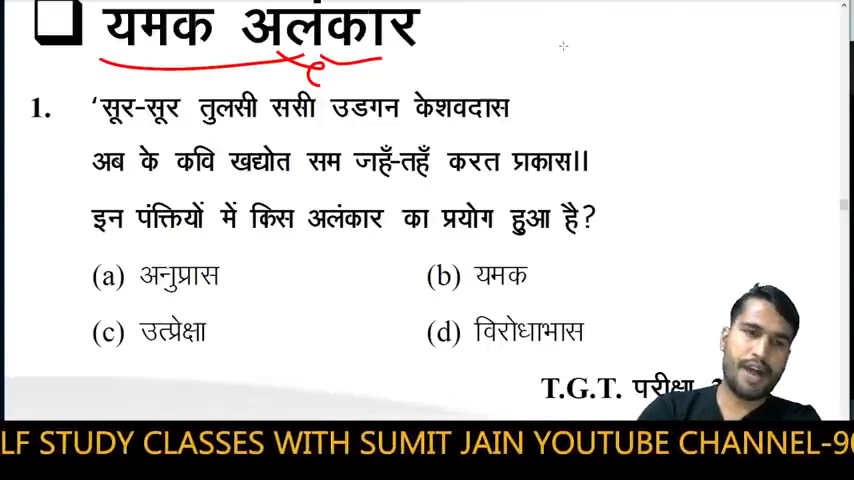 यमक अलंकार
1. 'सूर-सूर तुलसी ससी उडगन केशवदास
अब के कवि खद्योत सम जहँ-तहँ करत प्रकास।।
इन पंक्तियों में किस अलंकार का प्रयोग हुआ है?
(a) अनुप्रास (b) यमक
(c) उत्प्रेक्षा (d) विरोधाभास
T.G.T. परीक्षा
LF STUDY CLASSES WITH SUMIT JAIN YOUTUBE CHANNEL-90